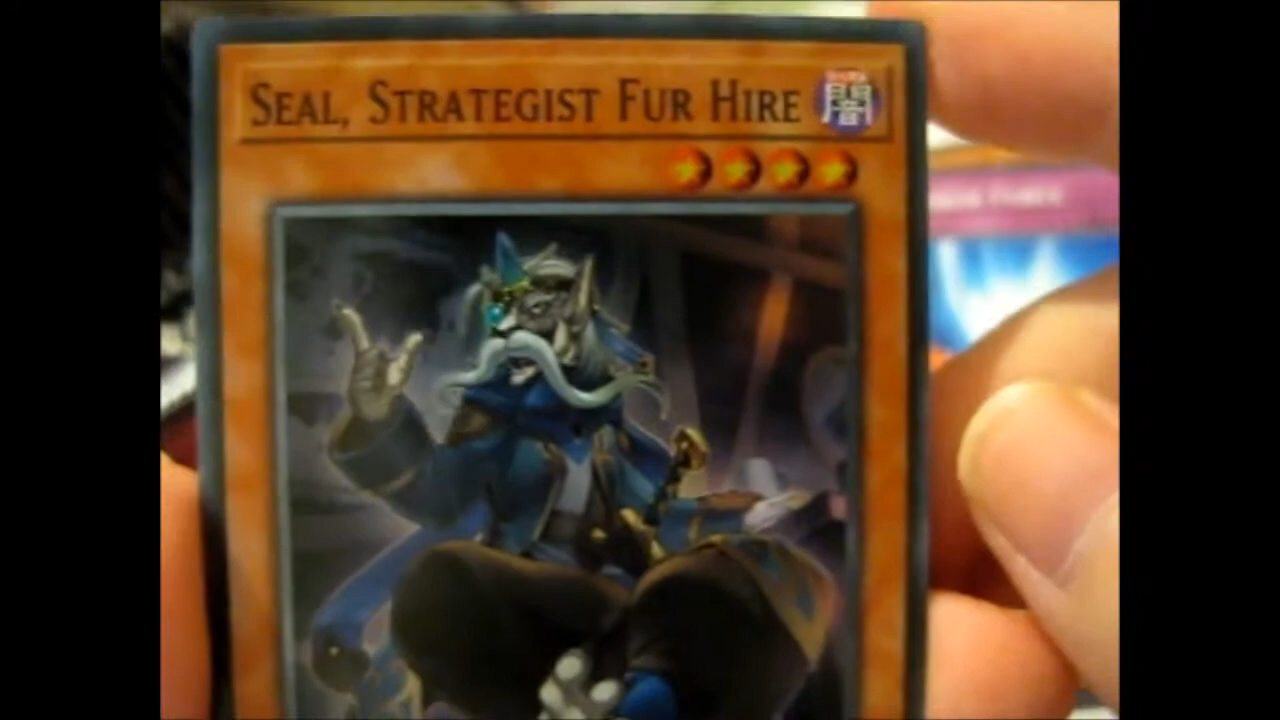 SEAL, STRATEGIST FUR HIRE 闇